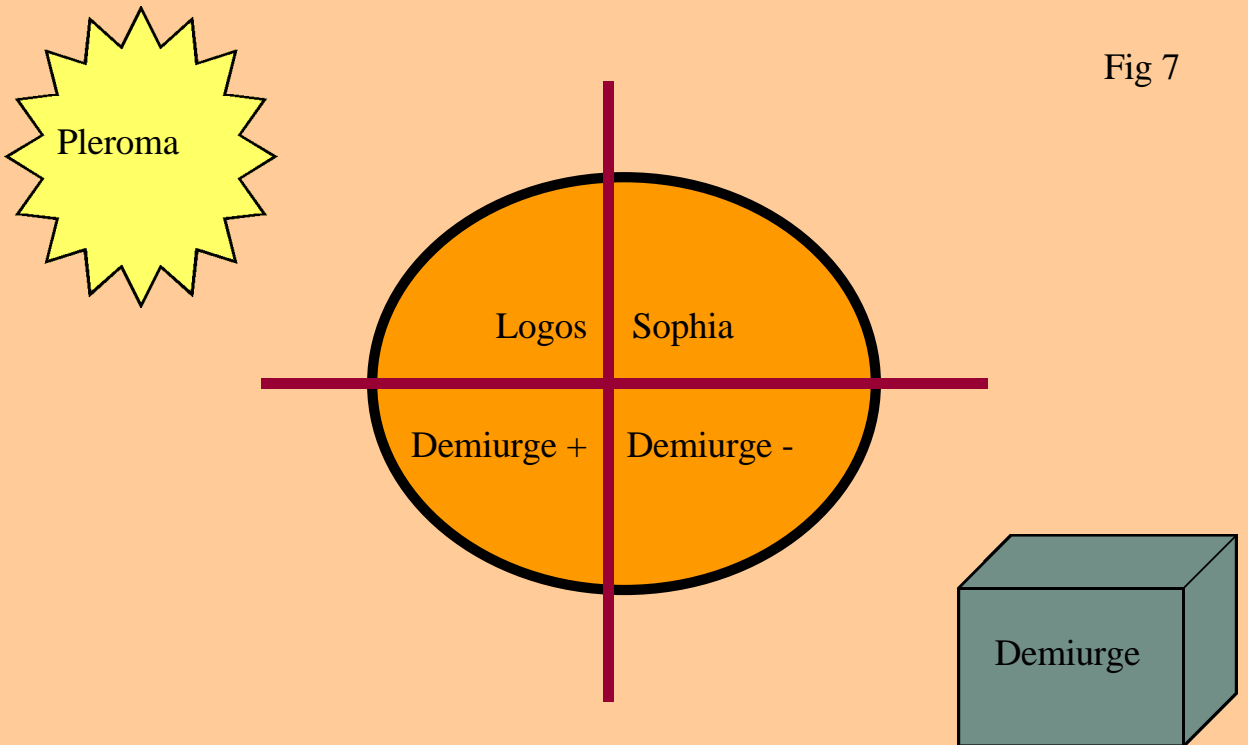 Fig 7
Pleroma
Logos
Sophia
Demiurge +
Demiurge -
Demiurge